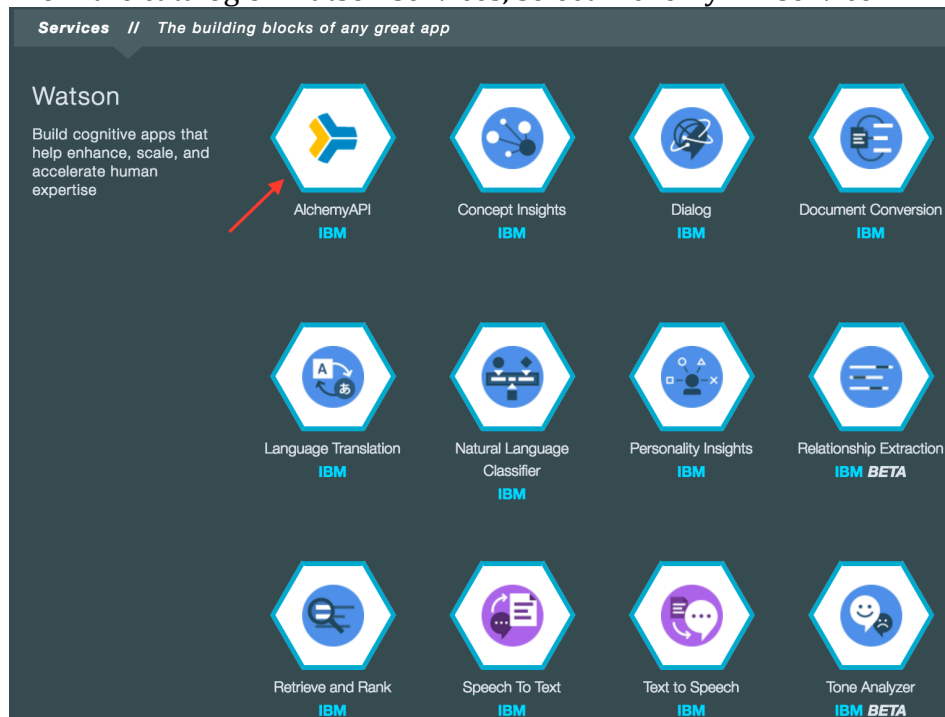 Services // The building blocks of any great app
Watson
Build cognitive apps that
help enhance, scale, and
accelerate human
expertise
AlchemyAPI
IBM
Concept Insights
IBM
Dialog
IBM
Document Conversion
IBM
A
あ
Language Translation
IBM
Natural Language
Classifier
IBM
Personality Insights
IBM
Relationship Extraction
IBM BETA
Retrieve and Rank
IBM
Speech To Text
IBM
Text to Speech
IBM
Tone Analyzer
IBM BETA